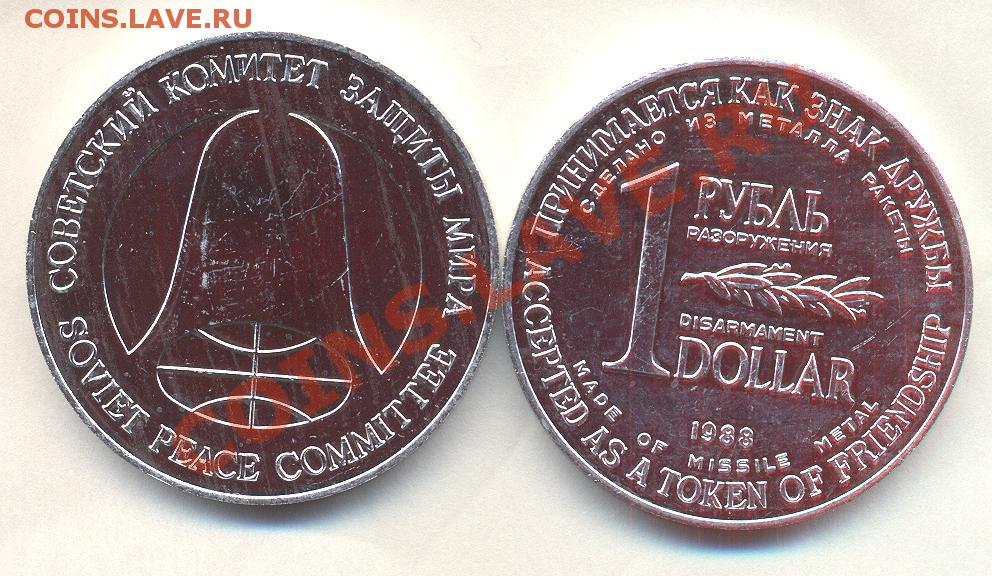 COINS.LAVE.RU
СОВЕТСКИЙ КОМИТЕТ ЗАЩИТЫ МИРА
SOVIET PEACE COMMITTEE
ПРИНИМАЕТСЯ КАК ЗНАК ДРУЖБЫ
СДЕЛАНО ИЗ МЕТАЛЛА РАКЕТЫ
1
РУБЛЬ
РАЗОРУЖЕНИЯ
DISARMAMENT
DOLLAR
1988
MADE OF MISSILE METAL
ACCEPTED AS A TOKEN OF FRIENDSHIP
COINS.LAVE.RU